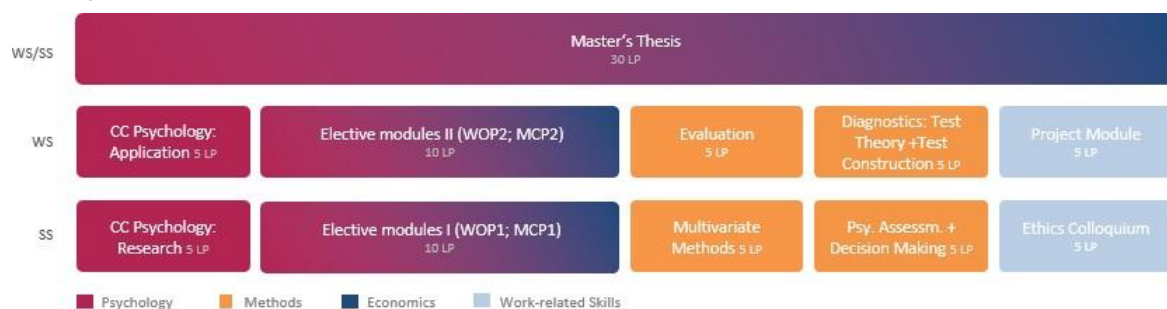 WS/SS
Master's Thesis
30 LP
WS
CC Psychology:
Application 5 LP
Elective modules II (WOP2; MCP2)
10 LP
Evaluation
5 LP
Diagnostics: Test
Theory +Test
Construction 5 LP
Project Module
5 LP
SS
CC Psychology:
Research 5 LP
Elective modules I (WOP1; MCP1)
10 LP
Multivariate
Methods 5 LP
Psy. Assessm. +
Decision Making 5 LP
Ethics Colloquium
5 LP
Psychology
Methods
Economics
Work-related Skills